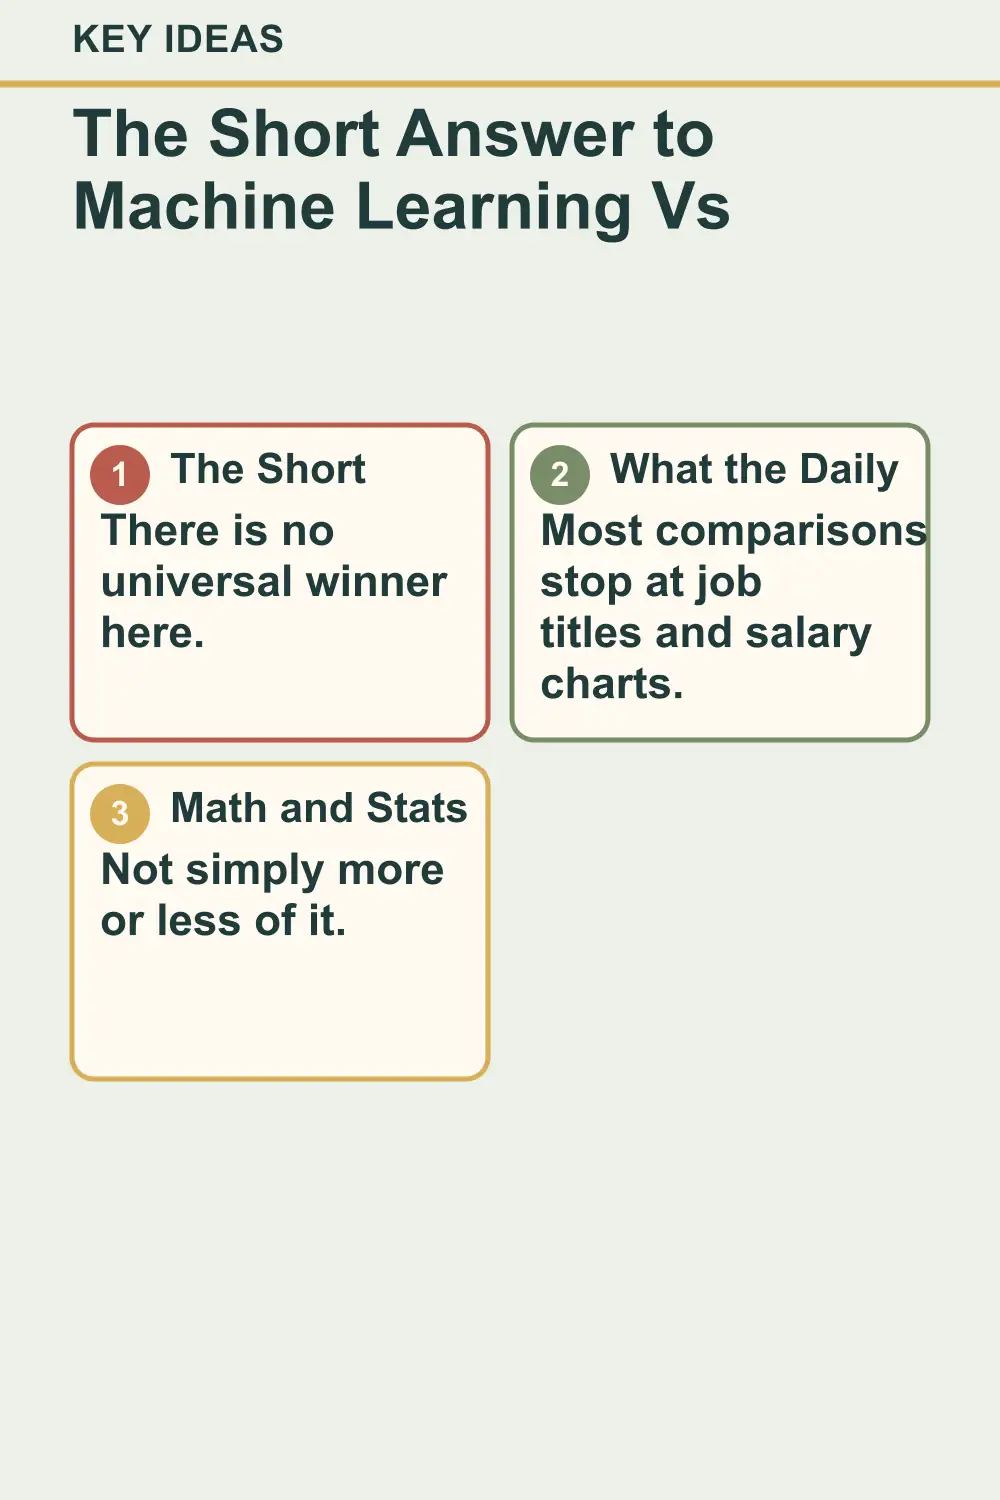 KEY IDEAS
The Short Answer to
Machine Learning Vs
1 The Short
There is no
universal winner
here.
2 What the Daily
Most comparisons
stop at job
titles and salary
charts.
3 Math and Stats
Not simply more
or less of it.